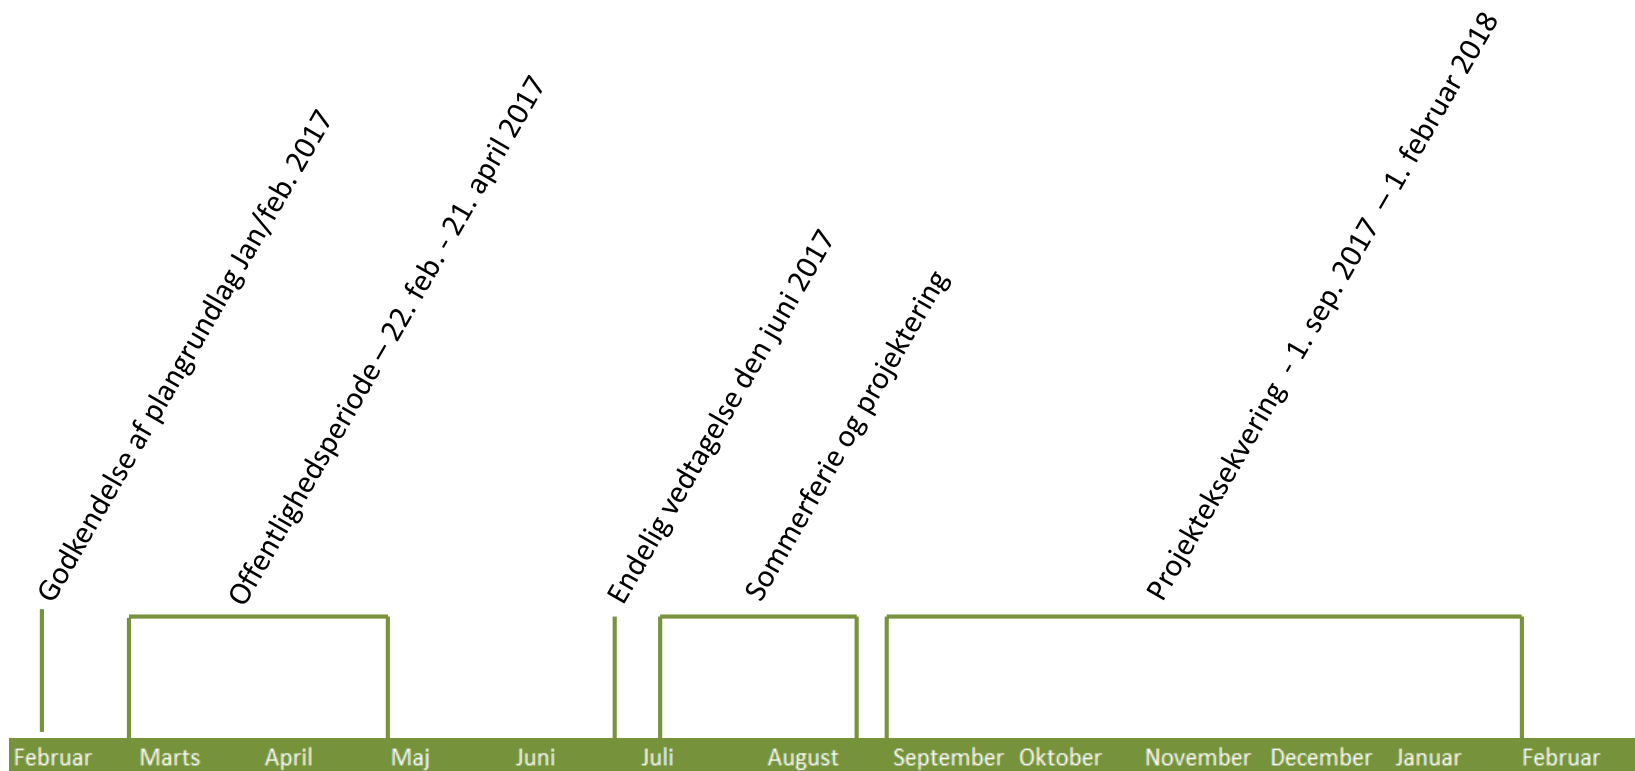 Godkendelse af plangrundlag Jan/feb. 2017
Offentlighedsperiode – 22. feb. - 21. april 2017
Endelig vedtagelse den juni 2017
Sommerferie og projektering
Projekteksekvering - 1. sep. 2017 – 1. februar 2018
Februar Marts April Maj Juni Juli August September Oktober November December Januar Februar